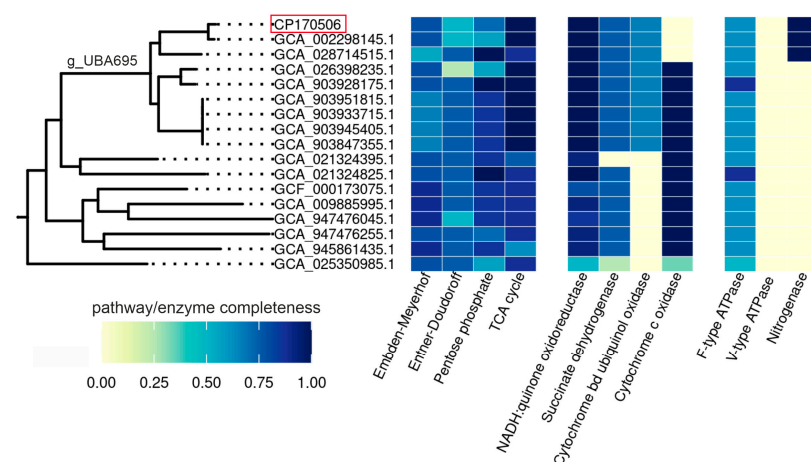 CP170506
GCA_002298145.1
g_UBA695
GCA_028714515.1
GCA_026398235.1
GCA_903928175.1
GCA_903951815.1
GCA_903933715.1
GCA_903945405.1
GCA_903847355.1
GCA_021324395.1
GCA_021324825.1
GCF_000173075.1
GCA_009885995.1
GCA_947476045.1
GCA_947476255.1
GCA_945861435.1
GCA_025350985.1
Embden-Meyerhof
Entner-Doudoroff
Pentose phosphate
TCA cycle
NADH:quinone oxidoreductase
Succinate dehydrogenase
Cytochrome bd ubiquinol oxidase
Cytochrome c oxidase
F-type ATPase
V-type ATPase
Nitrogenase
pathway/enzyme completeness
0.00 0.25 0.50 0.75 1.00